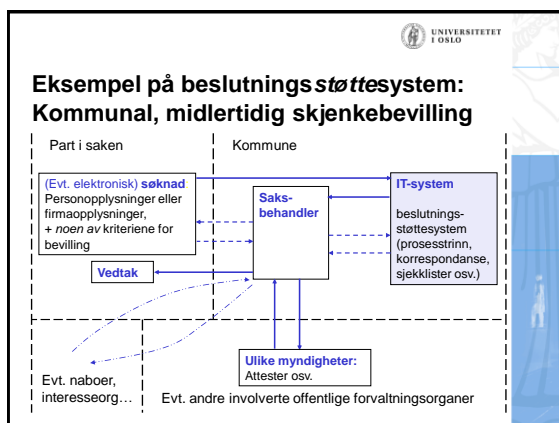 UNIVERSITETET
I OSLO
Eksempel på beslutningsstøttesystem:
Kommunal, midlertidig skjenkebevilling
Part i saken
Kommune
(Evt. elektronisk) søknad
Personopplysninger eller
firmaopplysninger,
+ noen av kriteriene for
bevilling
Saks-
behandler
IT-system
beslutnings-
støttesystem
(prosesstrinn,
korrespondanse,
sjekklister osv.)
Vedtak
Ulike myndigheter:
Attester osv.
Evt. naboer,
interesseorg…
Evt. andre involverte offentlige forvaltningsorganer